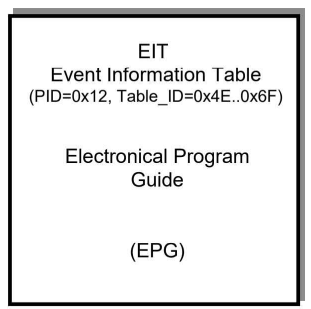 EIT
Event Information Table
(PID=0x12, Table_ID=0x4E..0x6F)
Electronical Program
Guide
(EPG)